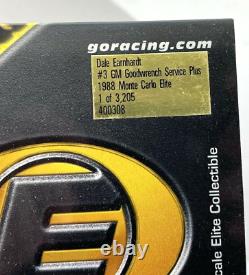 goracing.com
Dale Earnhardt
#3 GM Goodwrench Service Plus
1988 Monte Carlo Elite
1 of 3,205
400308
Scale Elite Collectible
E